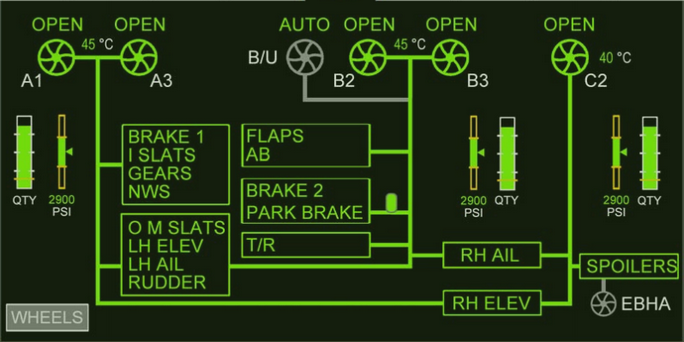 OPEN OPEN AUTO OPEN OPEN OPEN
45 °C 45 °C 40 °C
A1 A3 B/U B2 B3 C2
BRAKE 1
I SLATS
GEARS
NWS
FLAPS
AB
BRAKE 2
PARK BRAKE
T/R
O M SLATS
LH ELEV
LH AIL
RUDDER
QTY 2900
PSI
2900 QTY
PSI
2900 QTY
PSI
RH AIL
SPOILERS
RH ELEV
EBHA
WHEELS